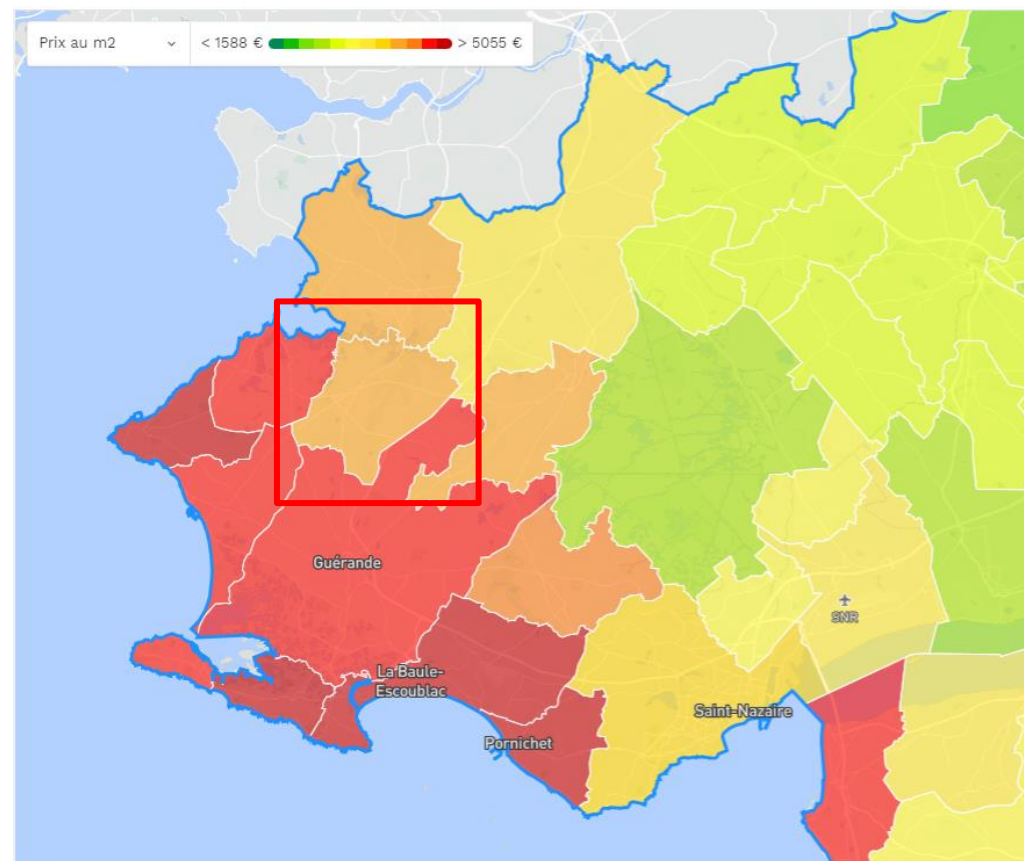 Prix au m2
< 1588 €
> 5055 €
Guérande
SNR
La Baule-
Escoublac
Saint-Nazaire
Pornichet